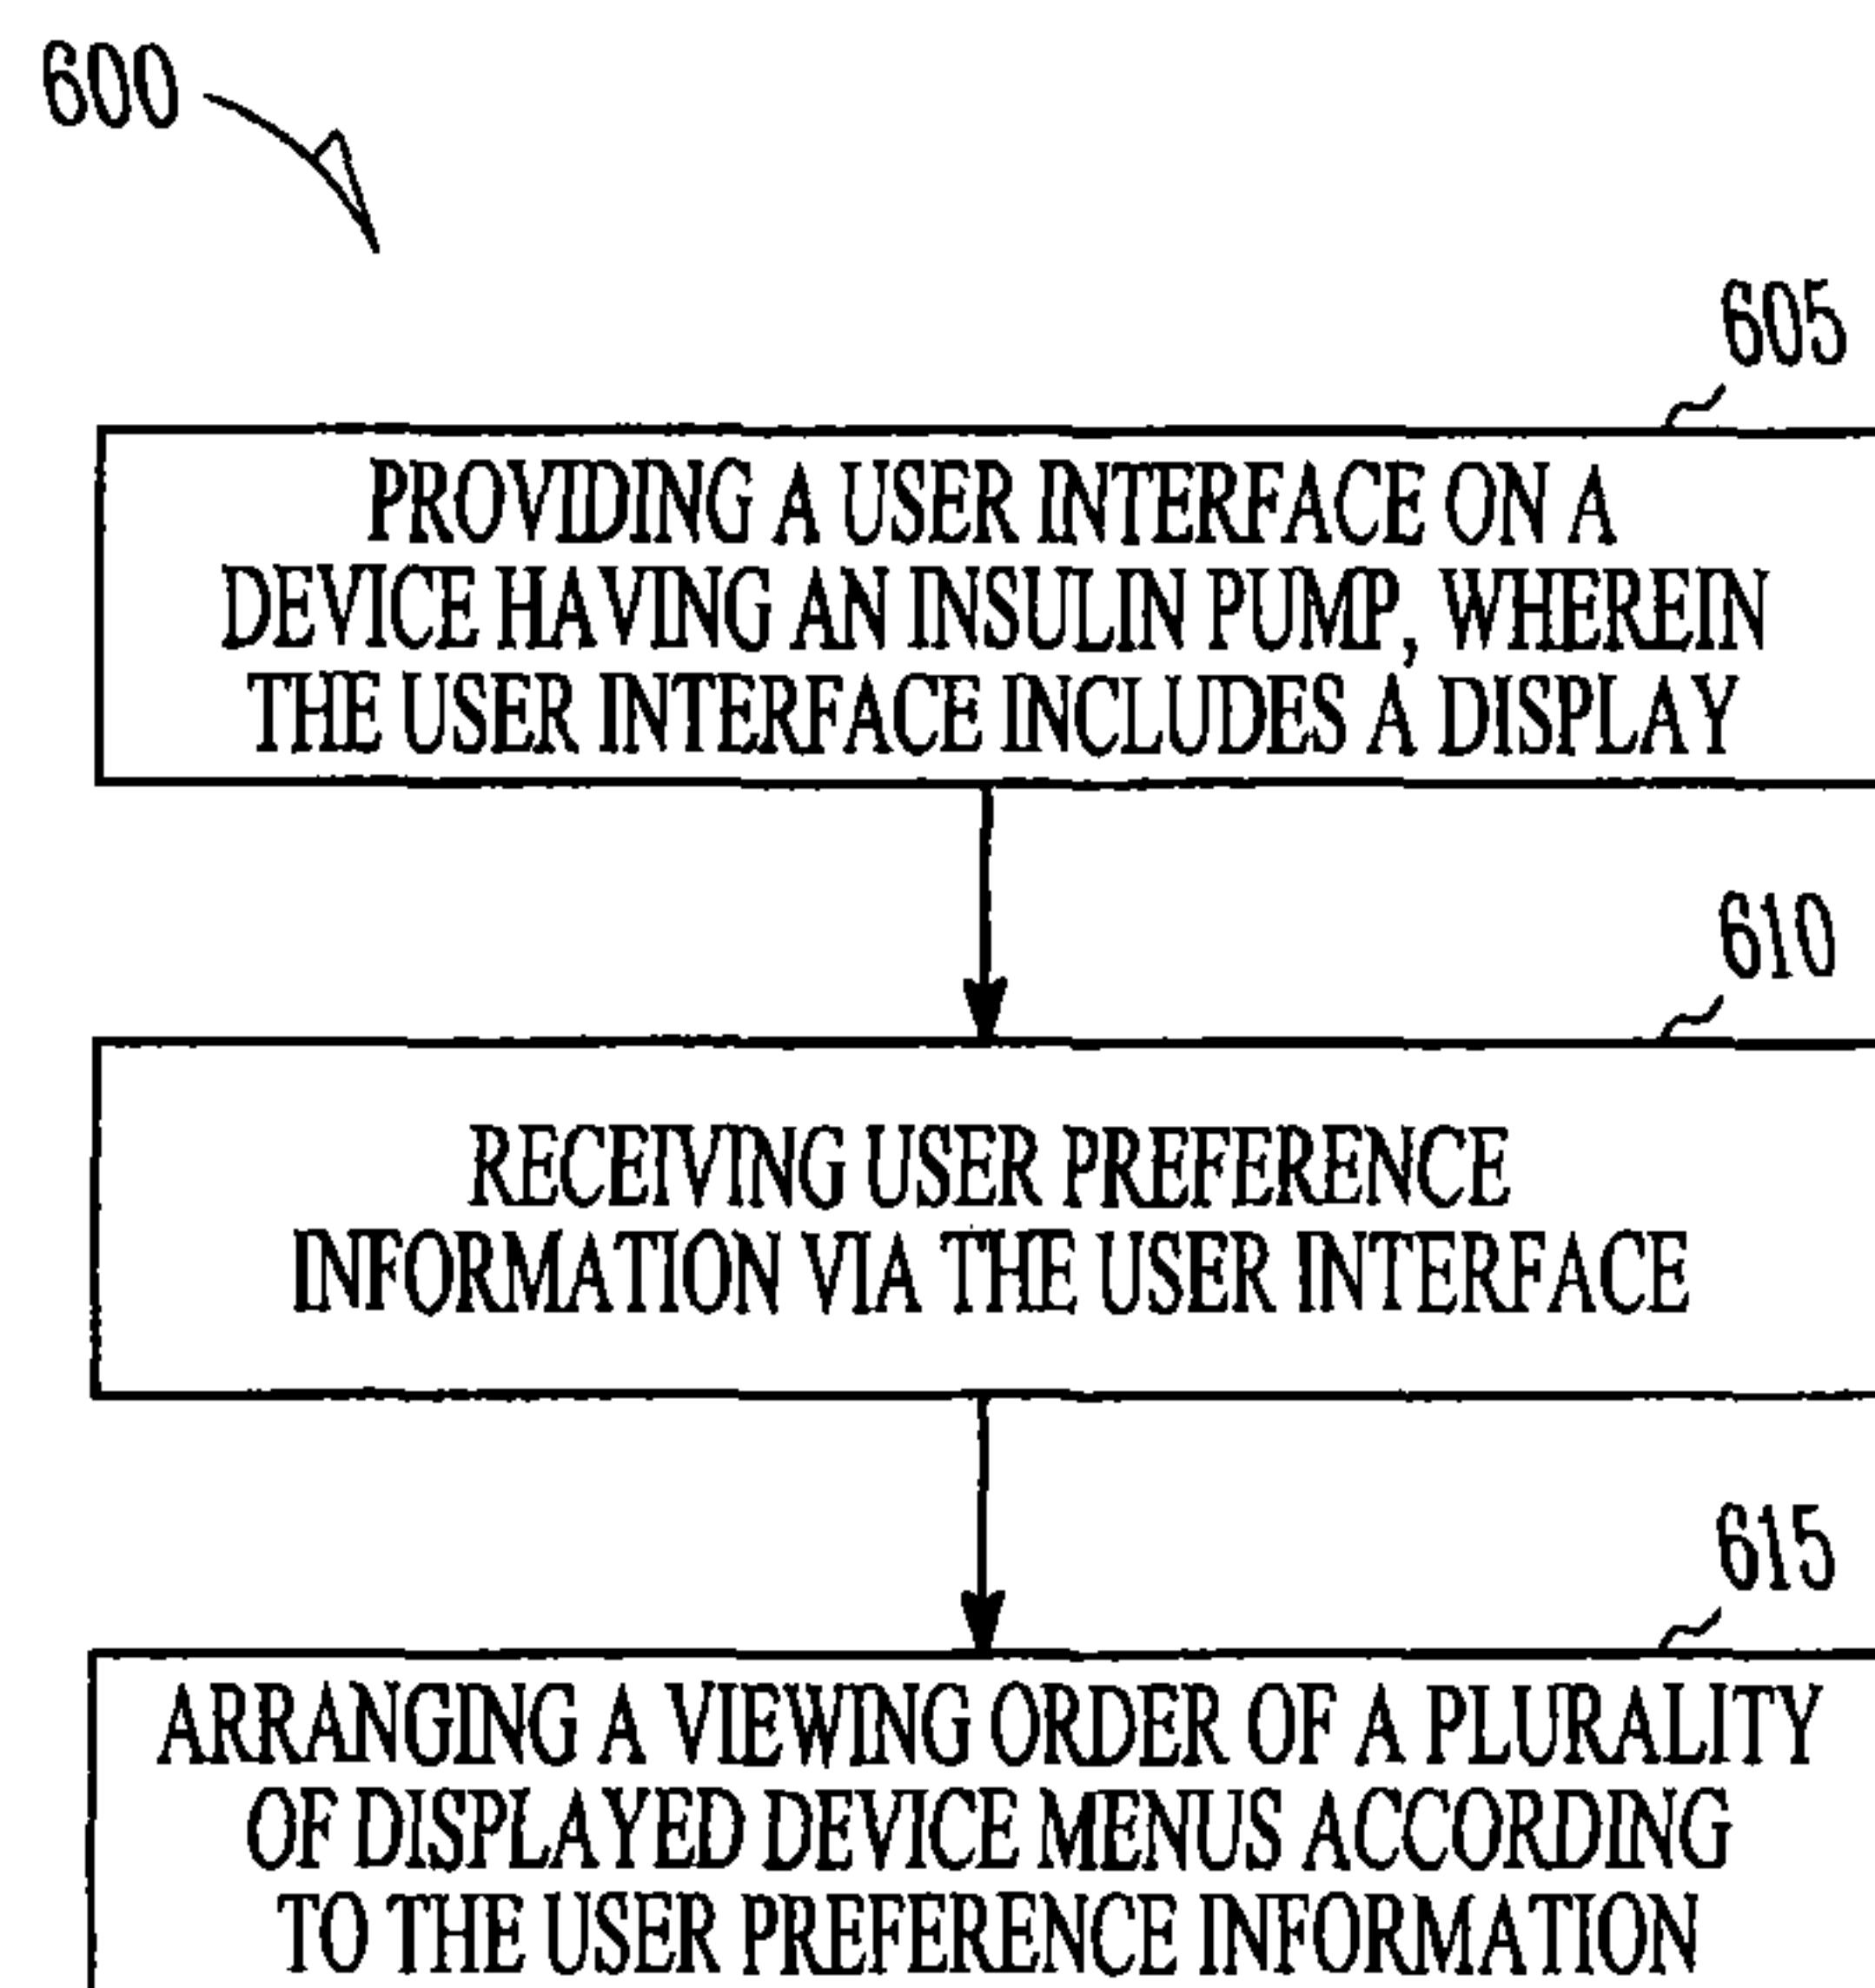 600
605
PROVIDING A USER INTERFACE ON A
DEVICE HAVING AN INSULIN PUMP, WHEREIN
THE USER INTERFACE INCLUDES A DISPLAY
610
RECEIVING USER PREFERENCE
INFORMATION VIA THE USER INTERFACE
615
ARRANGING A VIEWING ORDER OF A PLURALITY
OF DISPLAYED DEVICE MENUS ACCORDING
TO THE USER PREFERENCE INFORMATION